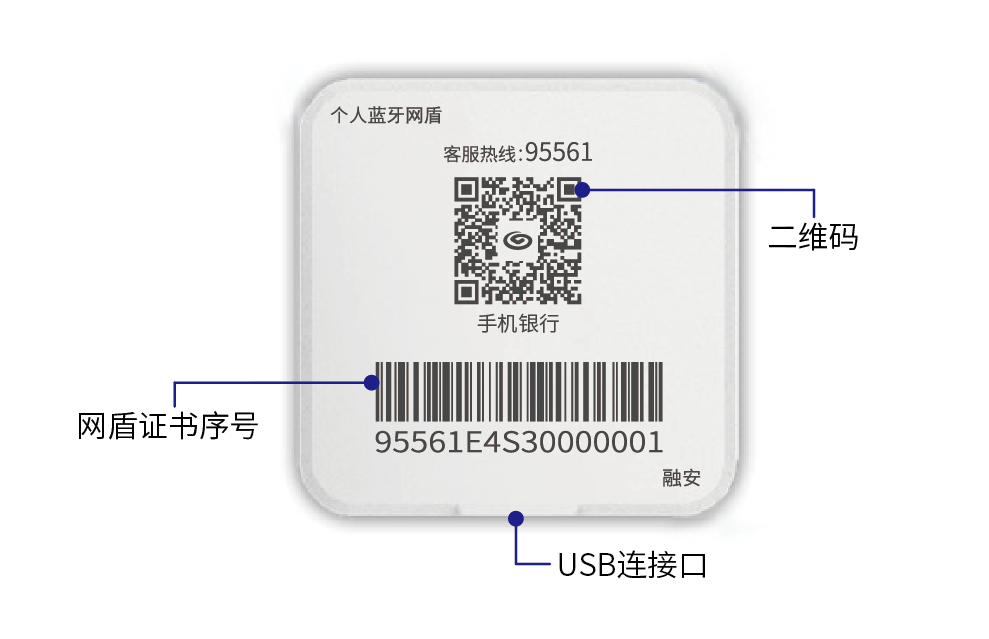 个人蓝牙网盾
客服热线:95561
二维码
手机银行
网盾证书序号
95561E4S30000001
融安
USB连接口